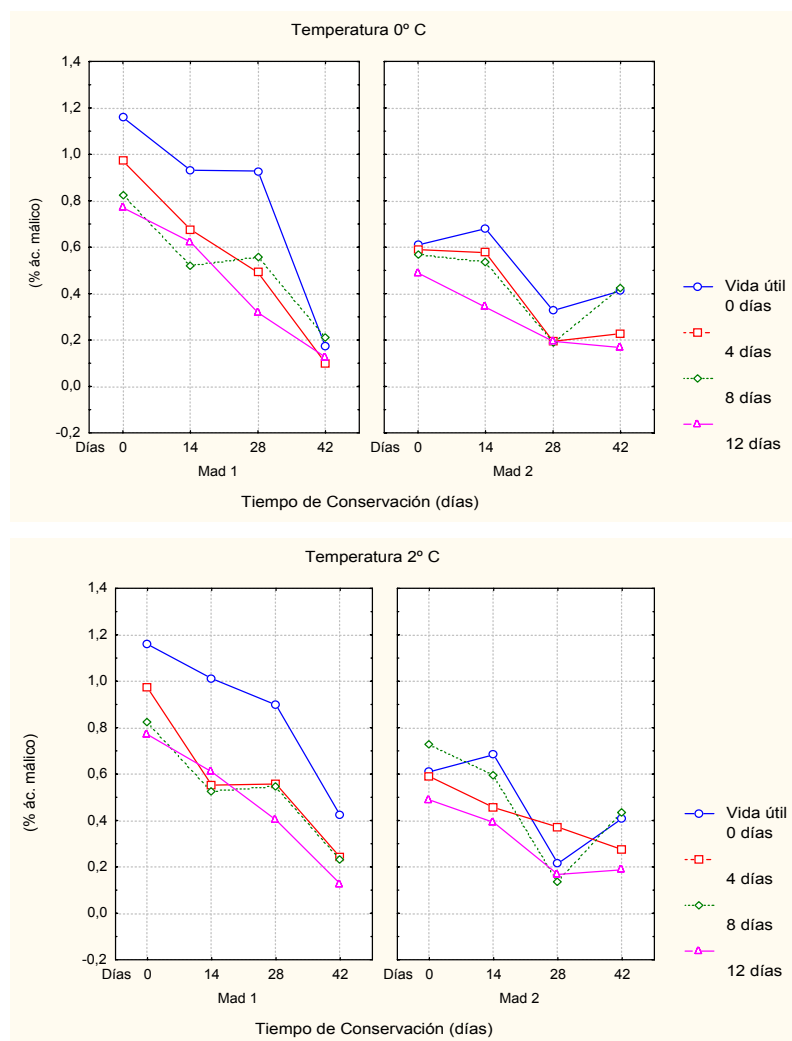 Temperatura 0º C
(% ác. málico)
1,4
1,2
1,0
0,8
0,6
0,4
0,2
0,0
-0,2
Días 0 14 28 42 Días 0 14 28 42
Mad 1 Mad 2
Tiempo de Conservación (días)
Vida útil
0 días
4 días
8 días
12 días
Temperatura 2º C
(% ác. málico)
1,4
1,2
1,0
0,8
0,6
0,4
0,2
0,0
-0,2
Días 0 14 28 42 Días 0 14 28 42
Mad 1 Mad 2
Tiempo de Conservación (días)
Vida útil
0 días
4 días
8 días
12 días